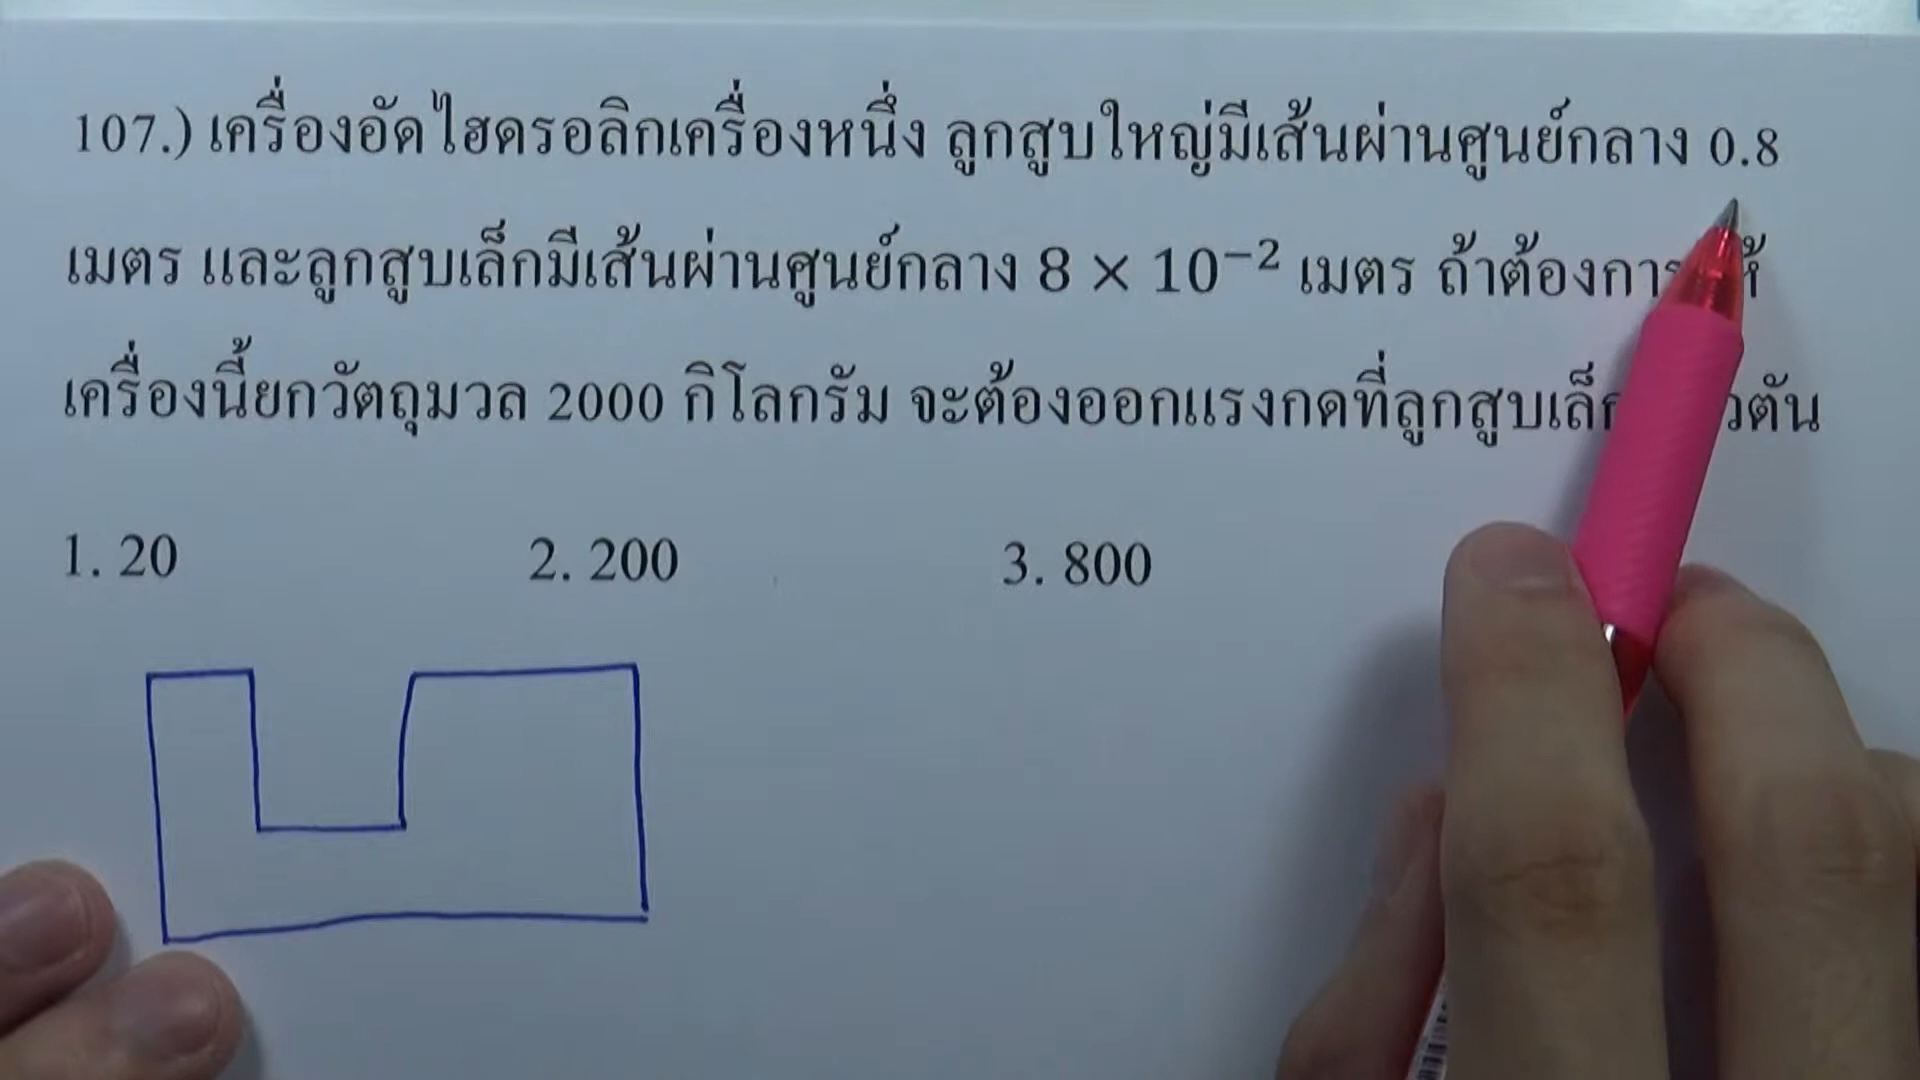 107.) เครื่องอัดไฮดรอลิกเครื่องหนึ่ง ลูกสูบใหญ่มีเส้นผ่านศูนย์กลาง 0.8
เมตร และลูกสูบเล็กมีเส้นผ่านศูนย์กลาง 8 × 10⁻² เมตร ถ้าต้องการ
เครื่องนี้ยกวัตถุมวล 2000 กิโลกรัม จะต้องออกแรงกดที่ลูกสูบเล็ก
1. 20 2. 200 3. 800